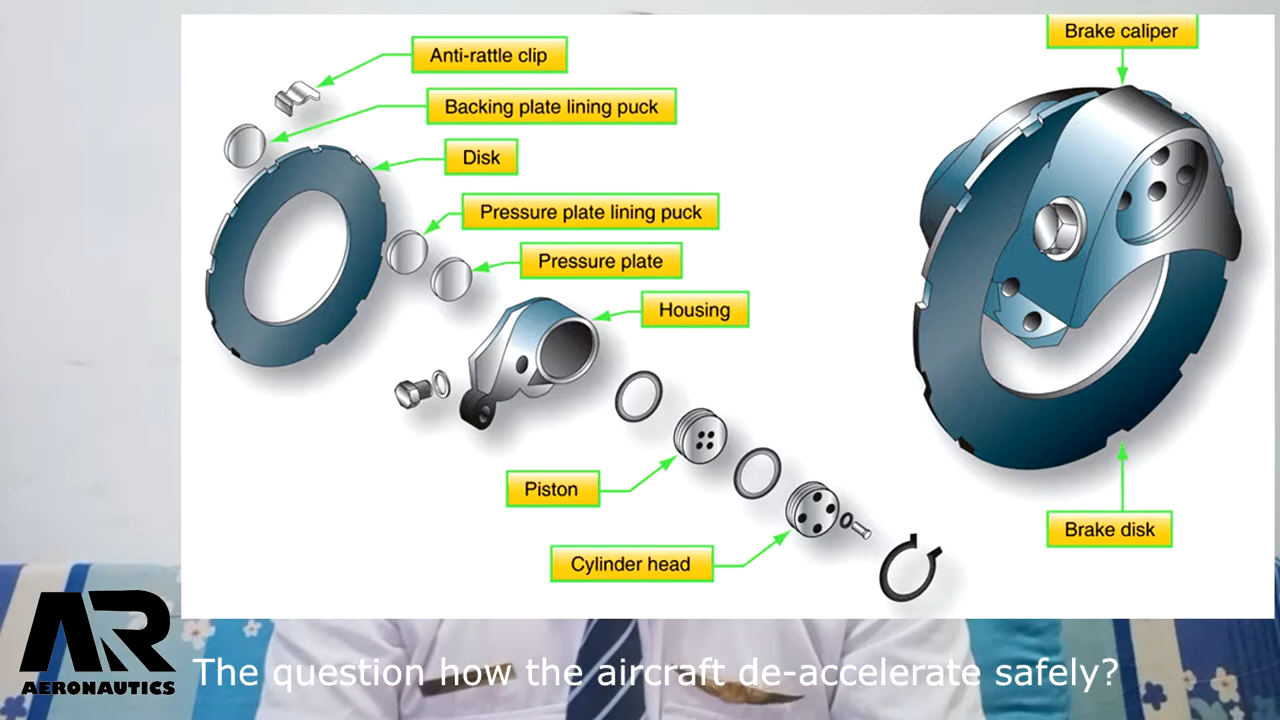 Anti-rattle clip
Backing plate lining puck
Disk
Pressure plate lining puck
Pressure plate
Housing
Piston
Cylinder head
Brake caliper
Brake disk
AR
AERONAUTICS
The question how the aircraft de-accelerate safely?